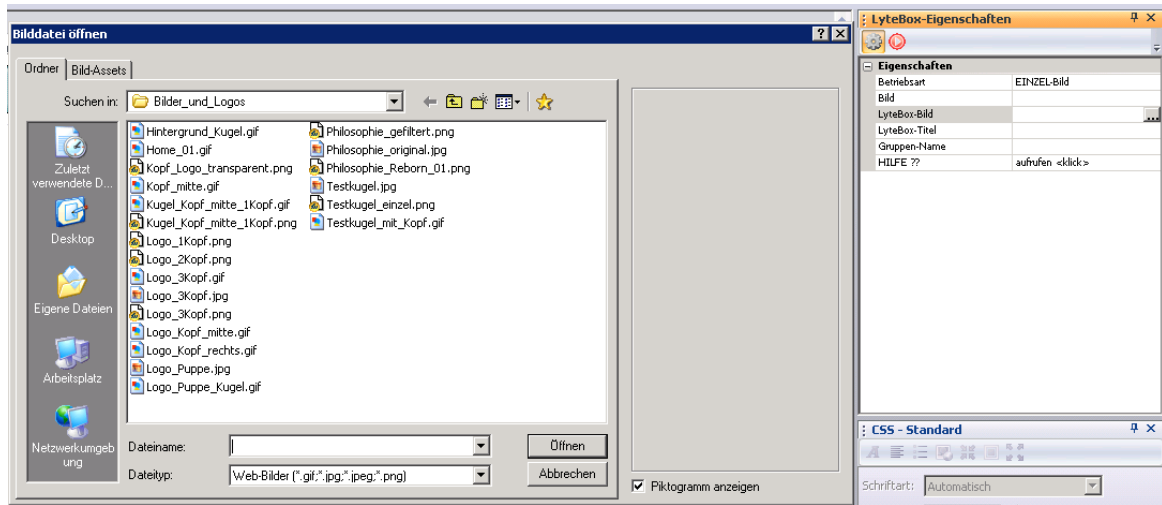 Bilddatei öffnen
Ordner
Bild-Assets
Suchen in:
Bilder_und_Logos
Zuletzt
verwendete D...
Desktop
Eigene Dateien
Arbeitsplatz
Netzwerkumgeb
ung
Hintergrund_Kugel.gif
Home_01.gif
Kopf_Logo_transparent.png
Kopf_mitte.gif
Kugel_Kopf_mitte_1Kopf.gif
Kugel_Kopf_mitte_1Kopf.png
Logo_1Kopf.png
Logo_2Kopf.png
Logo_3Kopf.gif
Logo_3Kopf.jpg
Logo_3Kopf.png
Logo_Kopf_mitte.gif
Logo_Kopf_rechts.gif
Logo_Puppe.jpg
Logo_Puppe_Kugel.gif
Philosophie_gefiltert.png
Philosophie_original.jpg
Philosophie_Reborn_01.png
Testkugel.jpg
Testkugel_einzel.png
Testkugel_mit_Kopf.gif
Dateiname:
Öffnen
Dateityp:
Web-Bilder (*.gif;*.jpg;*.jpeg;*.png)
Abbrechen
Piktogramm anzeigen
LyteBox-Eigenschaften
Eigenschaften
Betriebsart EINZEL-Bild
Bild
LyteBox-Bild ...
LyteBox-Titel
Gruppen-Name
HILFE ?? aufrufen <klick>
CSS - Standard
Schriftart: Automatisch